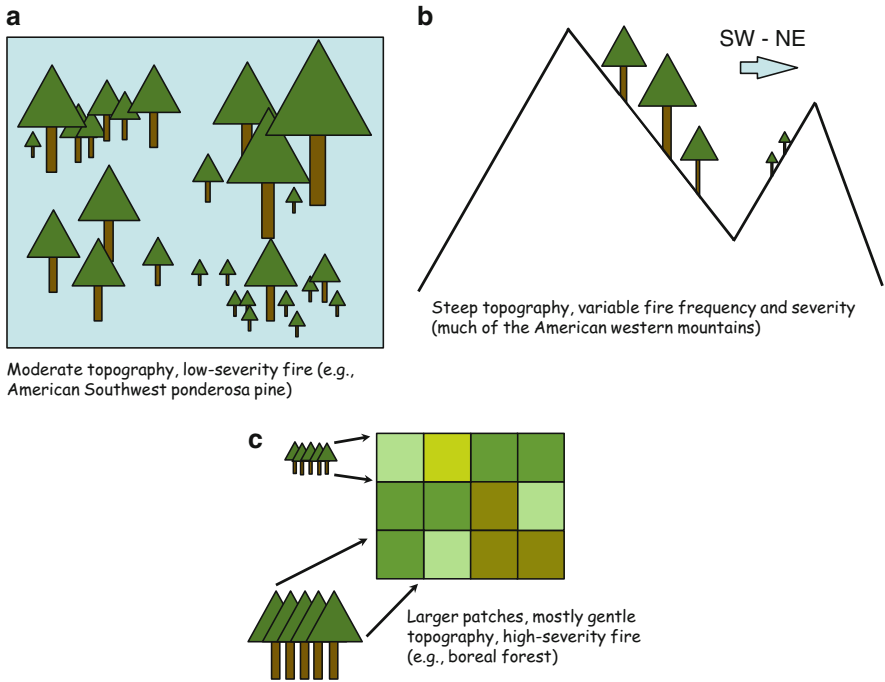 a
Moderate topography, low-severity fire (e.g.,
American Southwest ponderosa pine)
b
SW - NE
Steep topography, variable fire frequency and severity
(much of the American western mountains)
c
Larger patches, mostly gentle
topography, high-severity fire
(e.g., boreal forest)